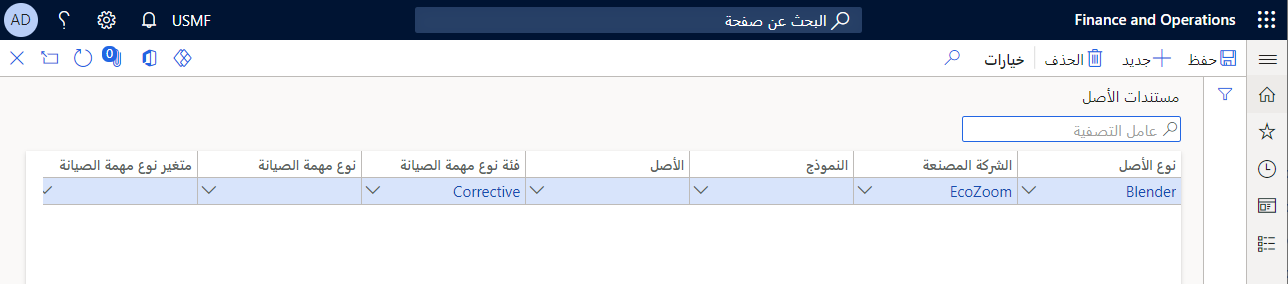 Finance and Operations
البحث عن صفحة
USMF
؟
AD
حفظ
جديد
الحذف
خيارات
0
مستندات الأصل
عامل التصفية
نوع الأصل الشركة المصنعة النموذج الأصل فئة نوع مهمة الصيانة نوع مهمة الصيانة متغير نوع مهمة الصيانة
Blender EcoZoom Corrective